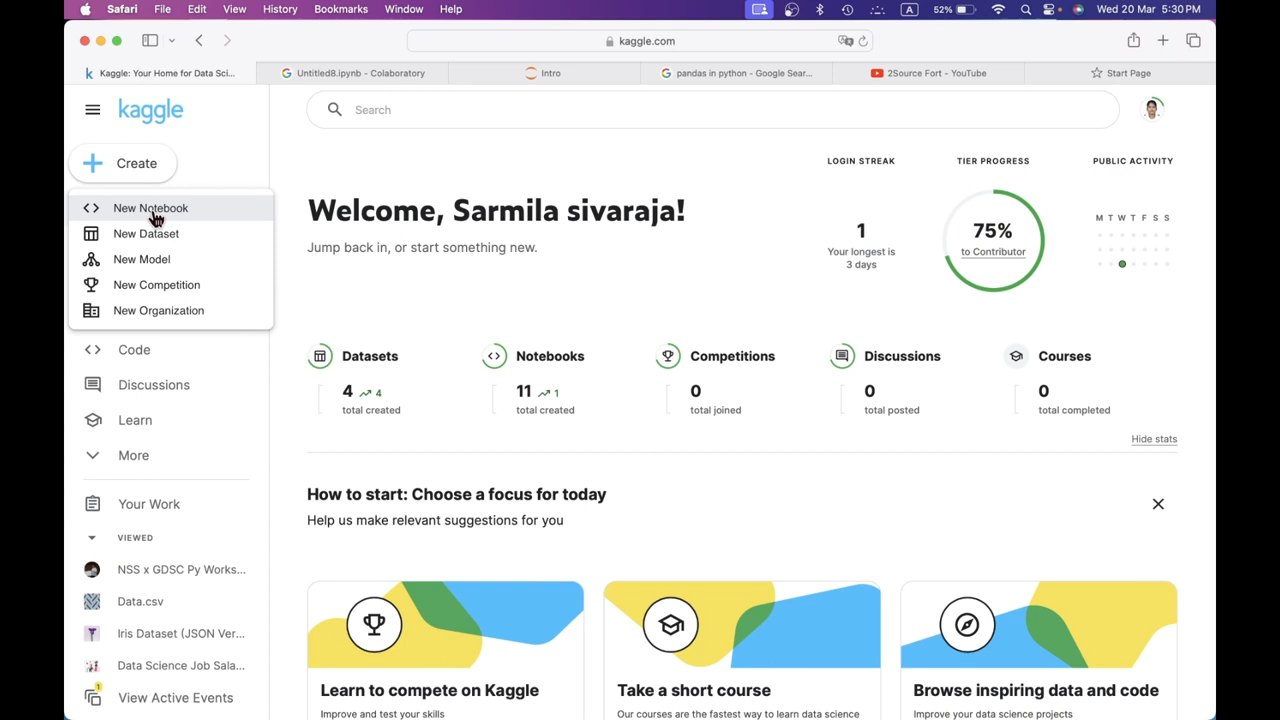 Safari File Edit View History Bookmarks Window Help A 52% Wed 20 Mar 5:30 PM
kaggle.com
k Kaggle: Your Home for Data Sci...
G Untitled8.ipynb - Colaboratory
Intro
G pandas in python - Google Sear...
2Source Fort - YouTube
Start Page
kaggle
Search
Create
New Notebook
New Dataset
New Model
New Competition
New Organization
Code
Discussions
Learn
More
Your Work
VIEWED
NSS x GDSC Py Works...
Data.csv
Iris Dataset (JSON Ver...
Data Science Job Sala...
1
View Active Events
Welcome, Sarmila sivaraja!
Jump back in, or start something new.
LOGIN STREAK
1
Your longest is
3 days
TIER PROGRESS
75%
to Contributor
PUBLIC ACTIVITY
M T W T F S S
Datasets
4 4
total created
Notebooks
11 1
total created
Competitions
0
total joined
Discussions
0
total posted
Courses
0
total completed
Hide stats
How to start: Choose a focus for today
Help us make relevant suggestions for you
Learn to compete on Kaggle
Improve and test your skills
Take a short course
Our courses are the fastest way to learn data science
Browse inspiring data and code
Improve your data science projects